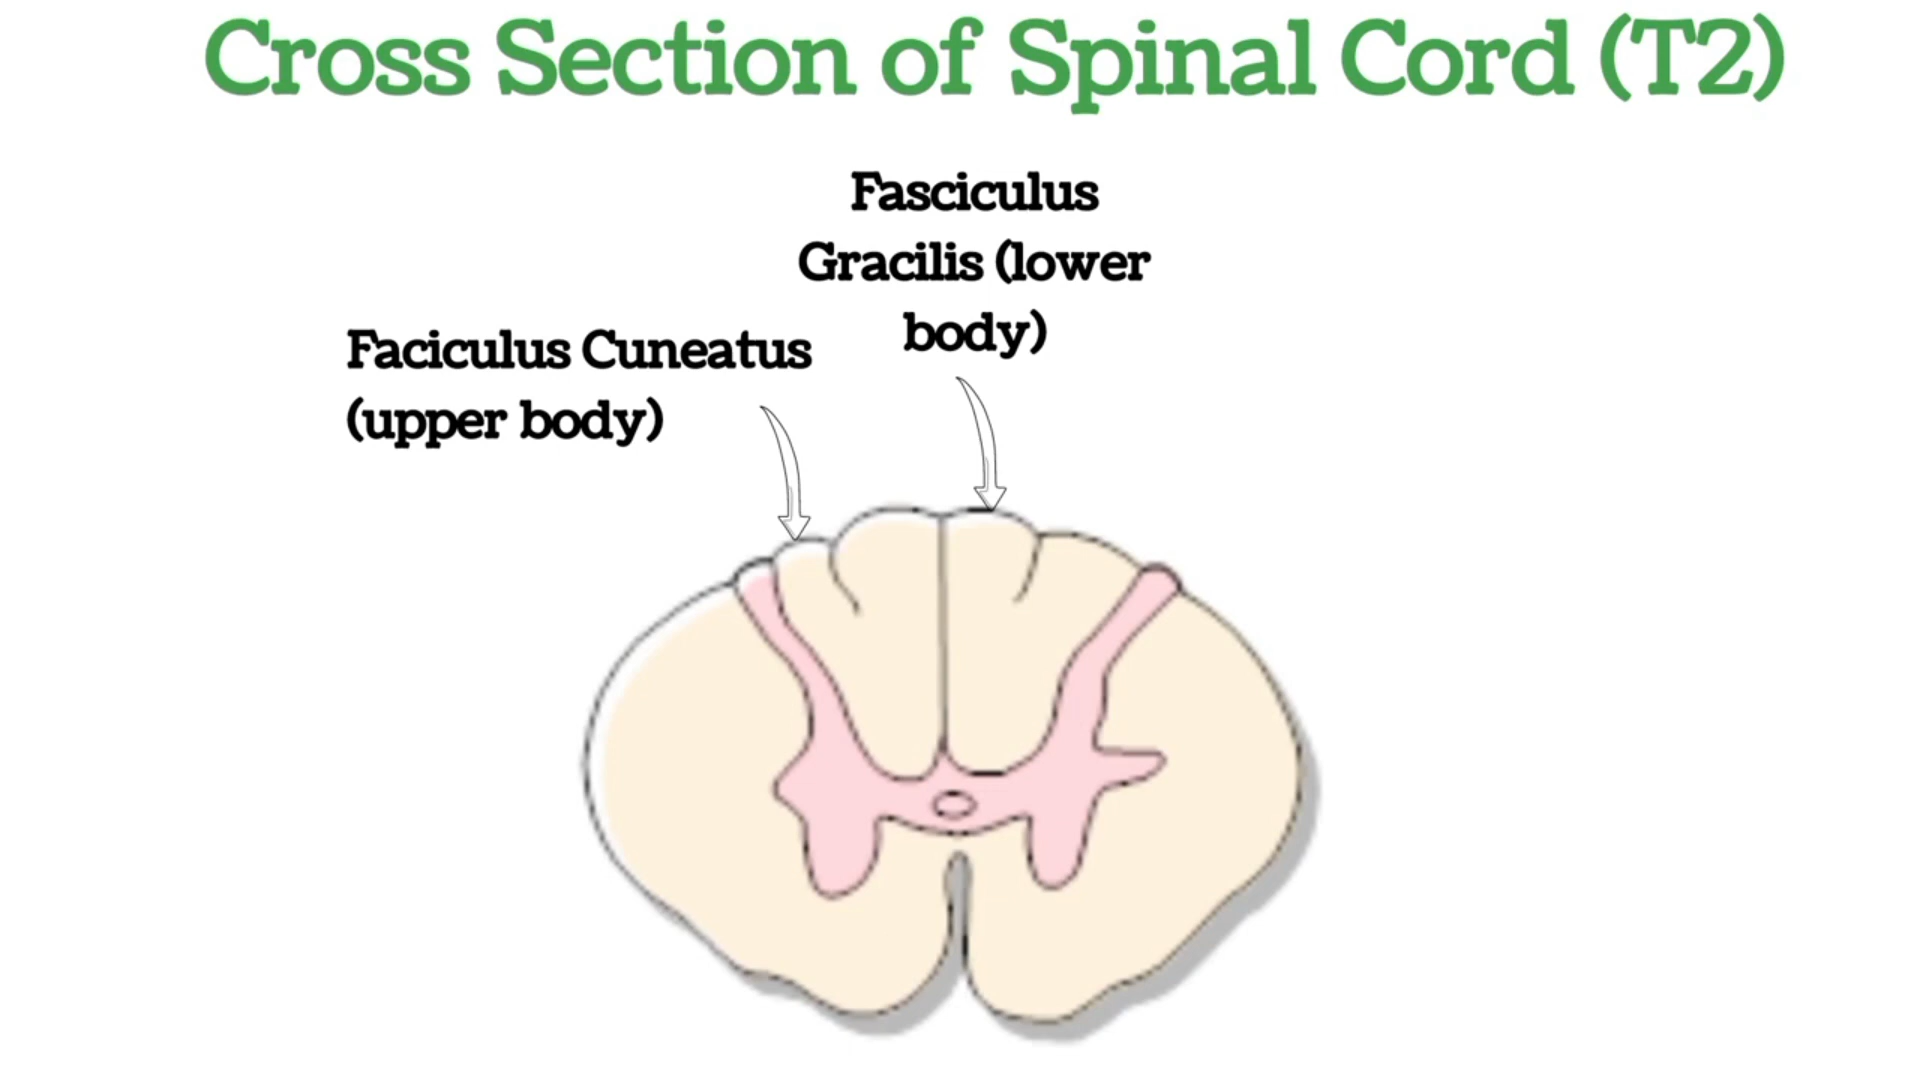 Cross Section of Spinal Cord (T2)
Fasciculus
Gracilis (lower
body)
Faciculus Cuneatus
(upper body)